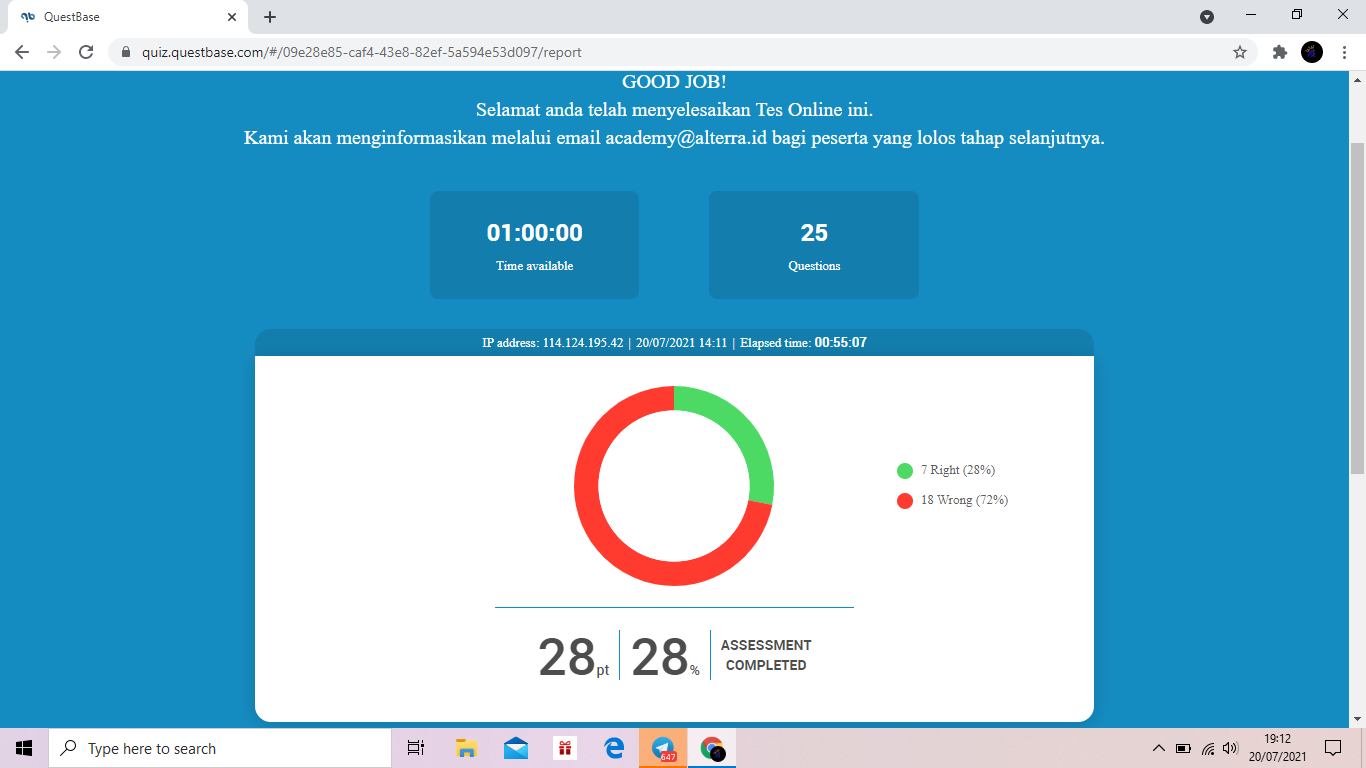 QuestBase
quiz.questbase.com/#/09e28e85-caf4-43e8-82ef-5a594e53d097/report
GOOD JOB!
Selamat anda telah menyelesaikan Tes Online ini.
Kami akan menginformasikan melalui email academy@alterra.id bagi peserta yang lolos tahap selanjutnya.
01:00:00
Time available
25
Questions
IP address: 114.124.195.42 | 20/07/2021 14:11 | Elapsed time: 00:55:07
7 Right (28%)
18 Wrong (72%)
28pt
28%
ASSESSMENT
COMPLETED
Type here to search
647
19:12
20/07/2021